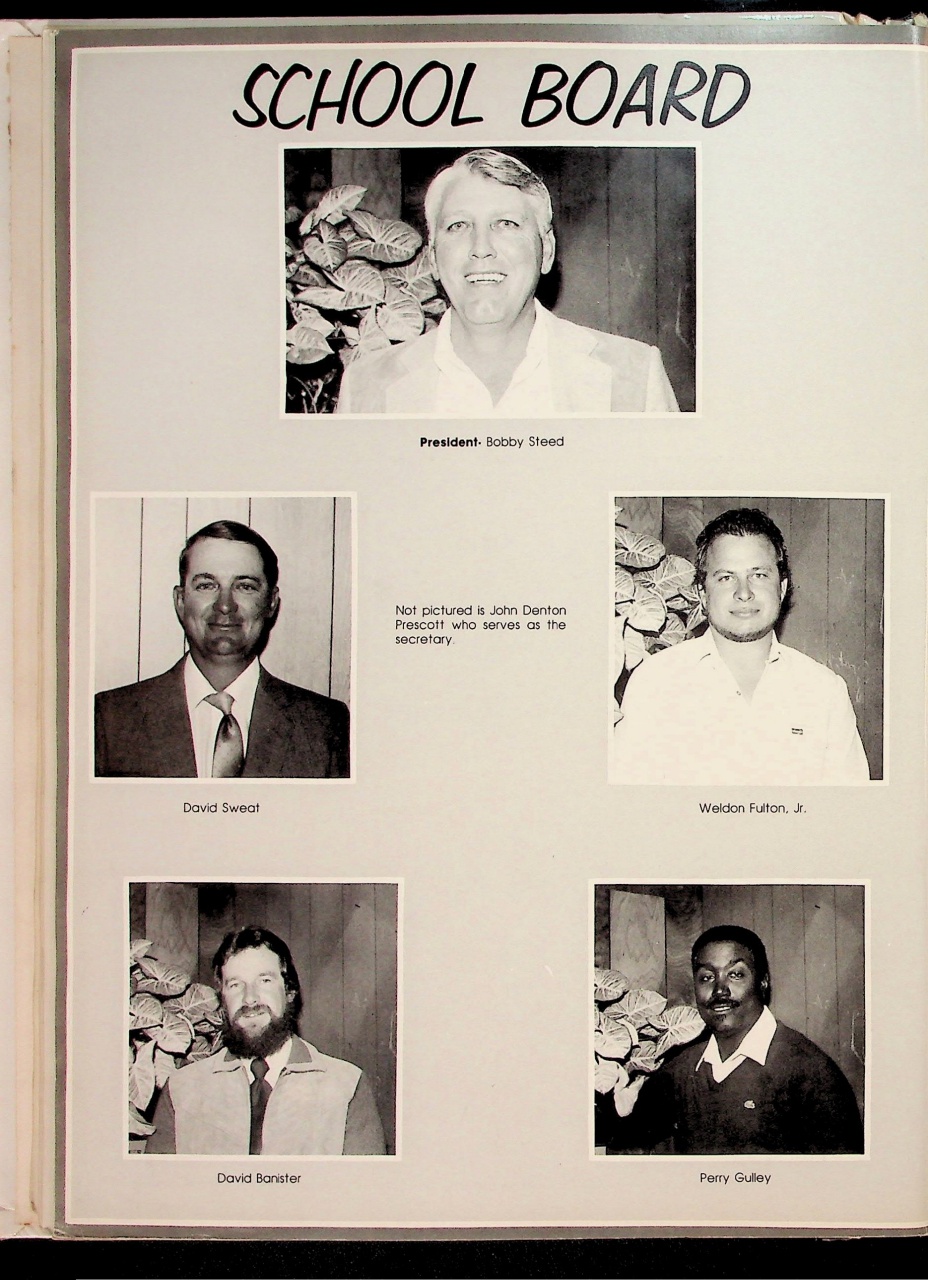 SCHOOL BOARD
President- Bobby Steed
Not pictured is John Denton
Prescott who serves as the
secretary.
David Sweat
Weldon Fulton, Jr.
David Banister
Perry Gulley